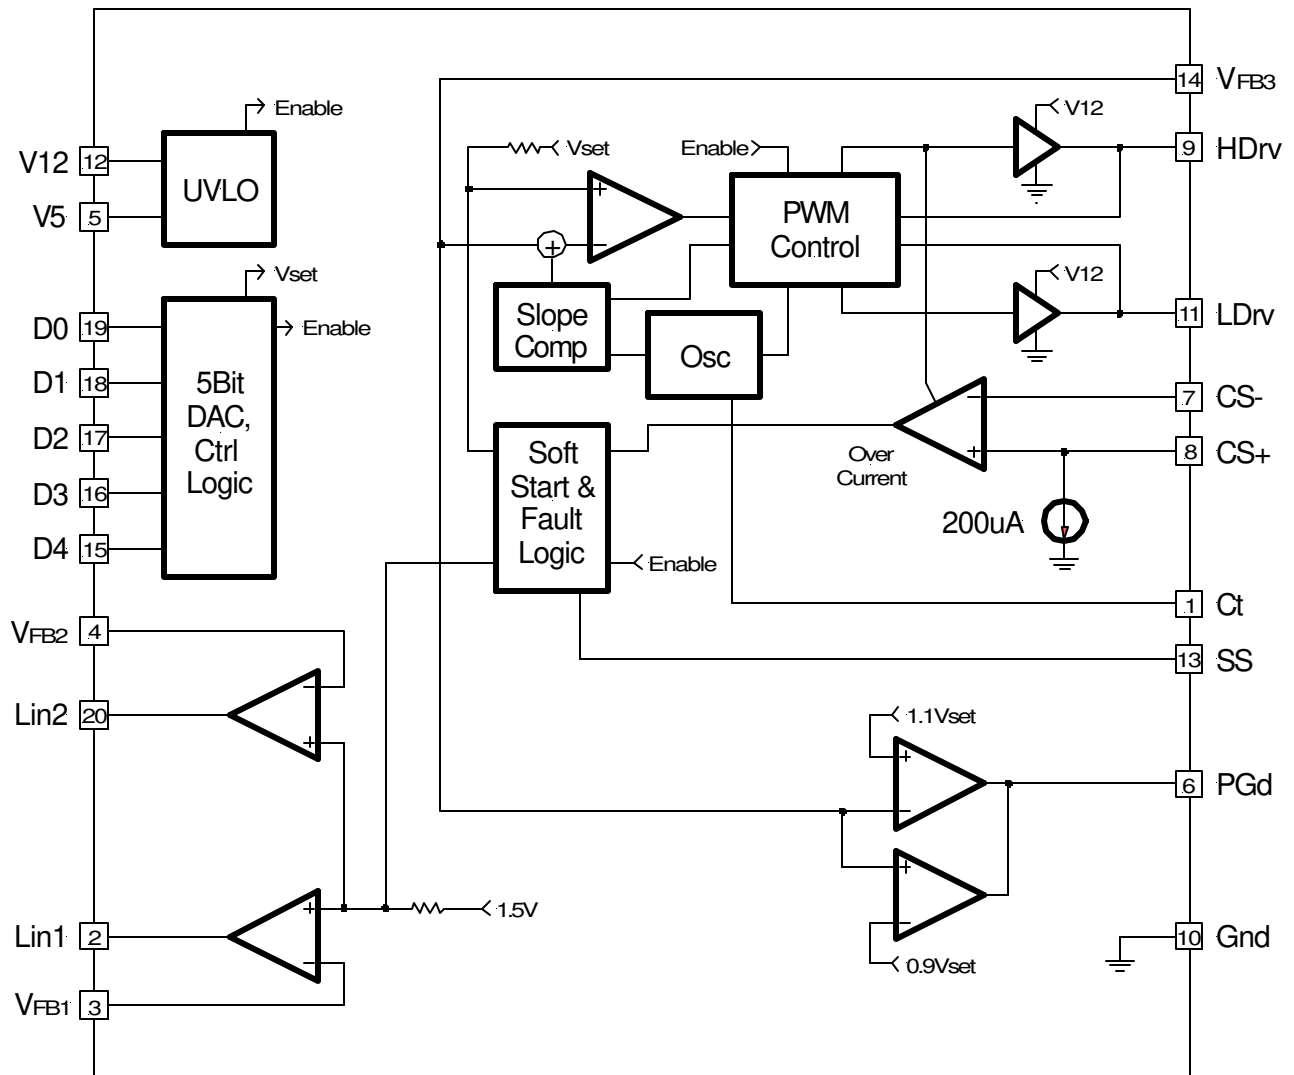 14 VFB3
Enable
V12
V12 12
UVLO
Vset
Enable
PWM
Control
9 HDrv
V5 5
+
−
+
Vset
V12
D0 19
Enable
5Bit
DAC,
Ctrl
Logic
Slope
Comp
Osc
11 LDrv
D1 18
7 CS-
−
D2 17
Soft
Start &
Fault
Logic
Over
Current
+
8 CS+
D3 16
200uA
D4 15
Enable
1 Ct
VFB2 4
13 SS
−
Lin2 20
+
1.1Vset
+
−
6 PGd
+
−
0.9Vset
Lin1 2
+
−
1.5V
10 Gnd
VFB1 3